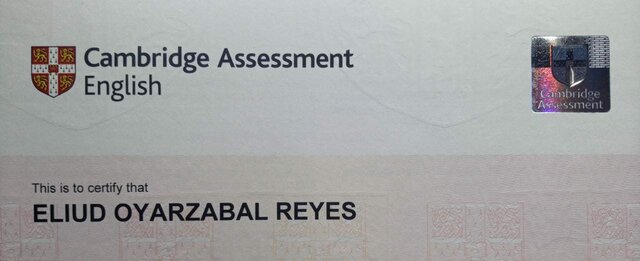 Cambridge Assessment
English
Cambridge
Assessment
This is to certify that
ELIUD OYARZABAL REYES